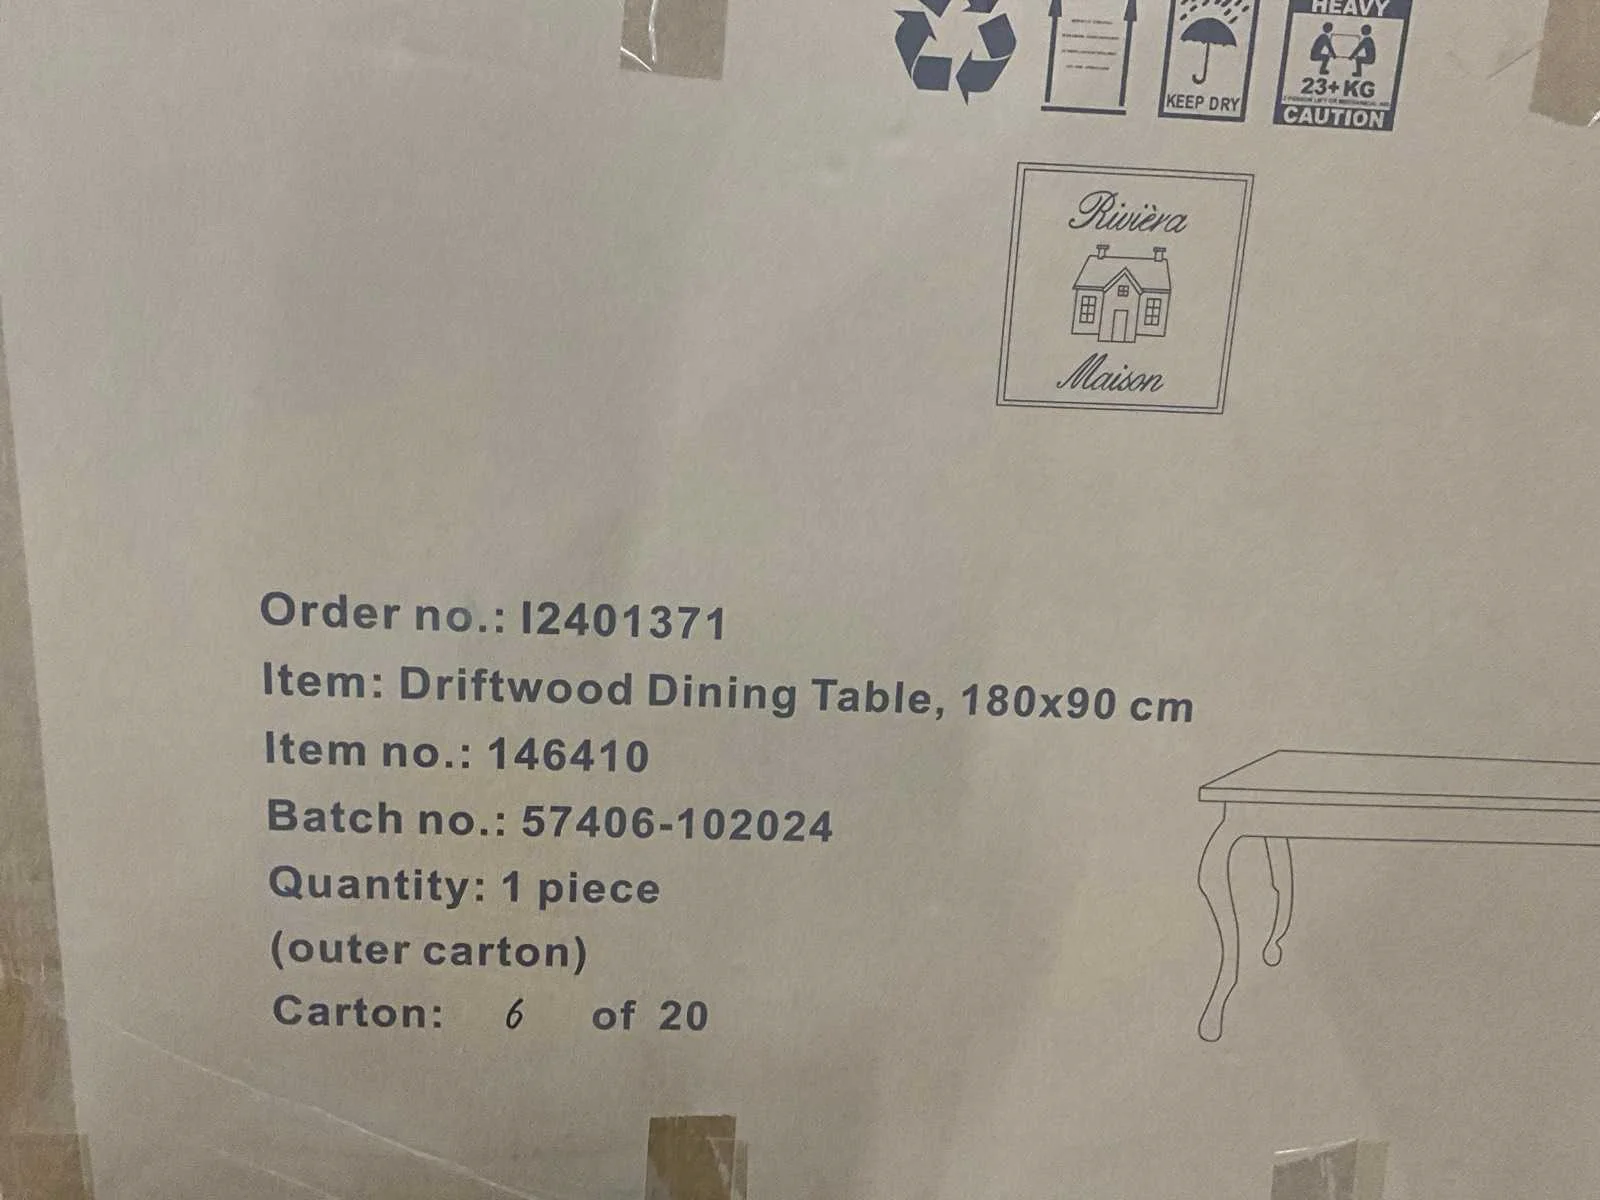 HEAVY
23+ KG
KEEP DRY
CAUTION
Rivièra
Maison
Order no.: I2401371
Item: Driftwood Dining Table, 180x90 cm
Item no.: 146410
Batch no.: 57406-102024
Quantity: 1 piece
(outer carton)
Carton: 6 of 20